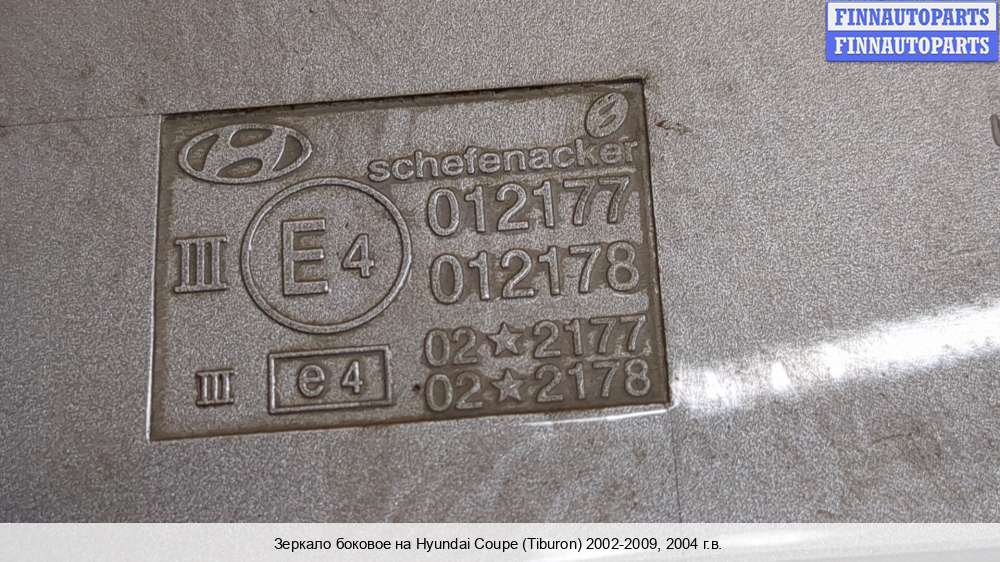 FINNAUTOPARTS
FINNAUTOPARTS
schefenacker
012177
III E4
012178
02★2177
III e4
02★2178
Зеркало боковое на Hyundai Coupe (Tiburon) 2002-2009, 2004 г.в.